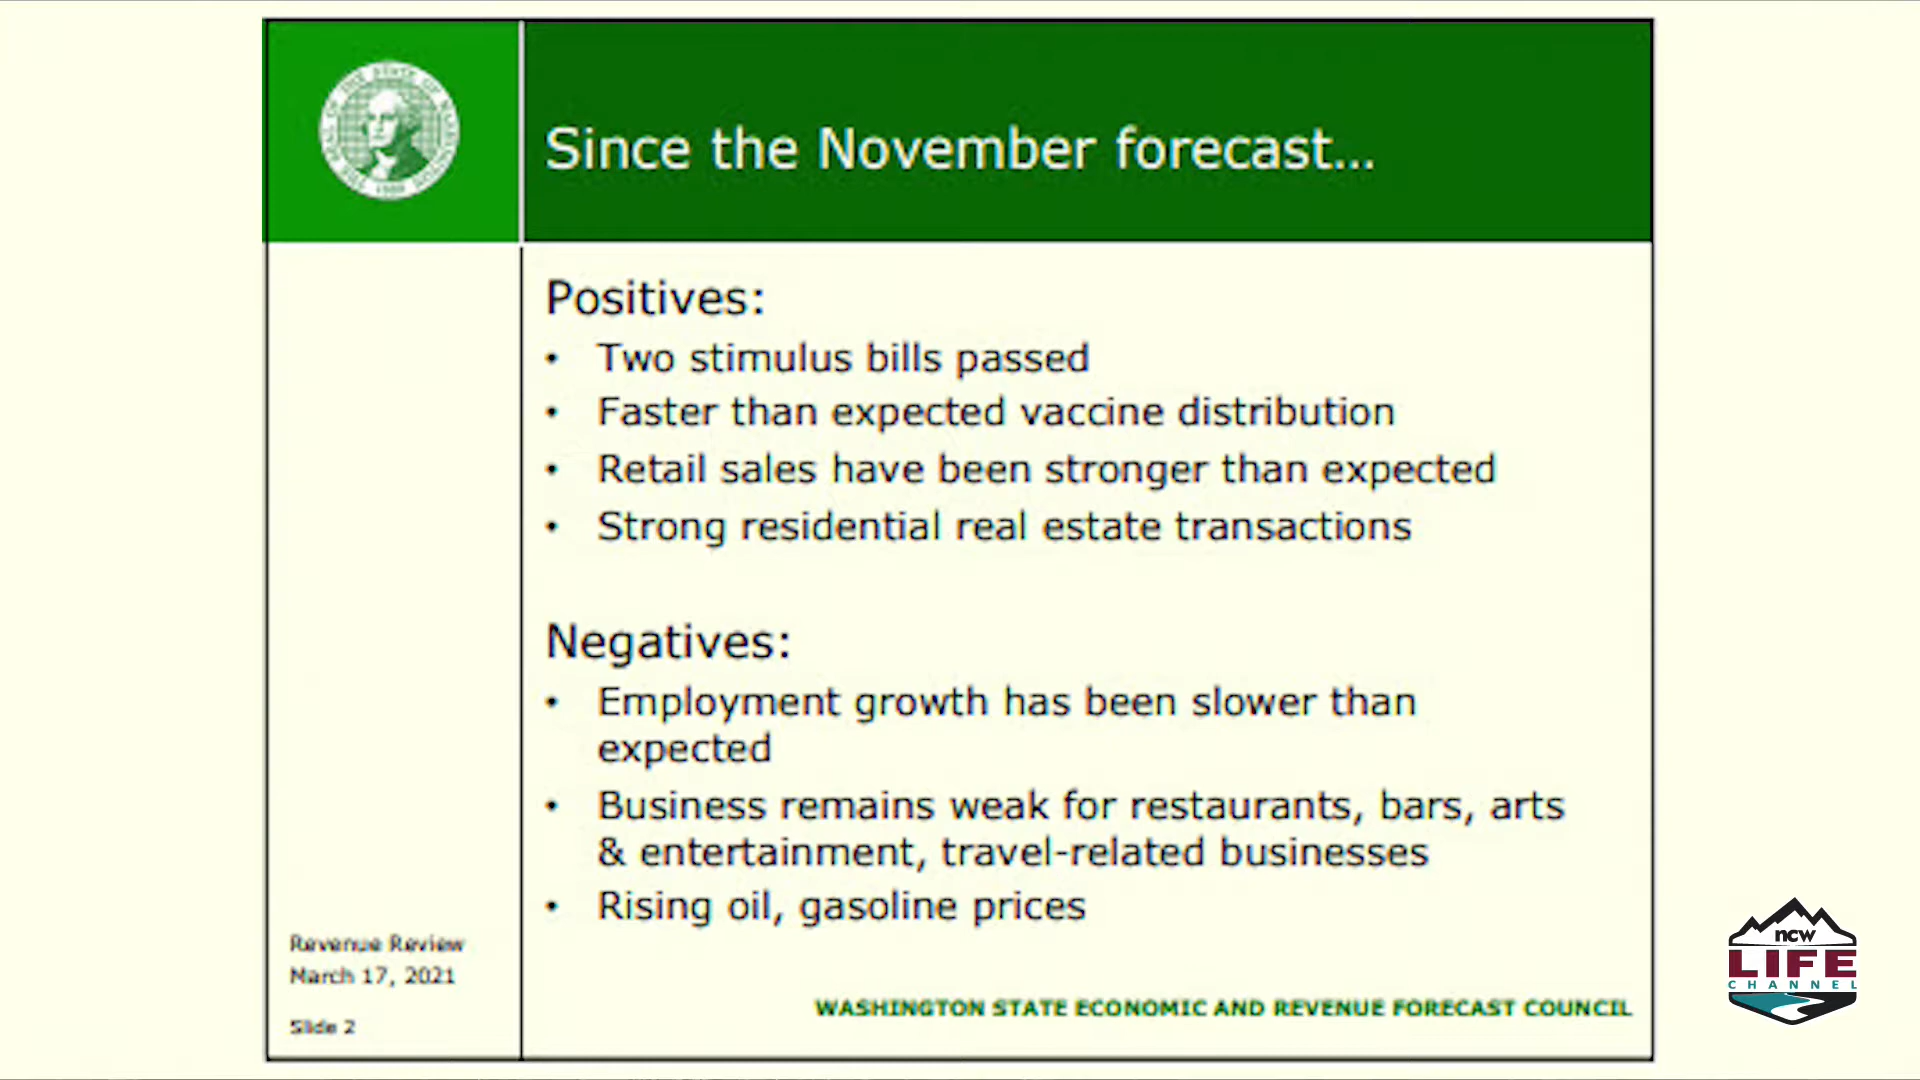 Since the November forecast...
Positives:
• Two stimulus bills passed
• Faster than expected vaccine distribution
• Retail sales have been stronger than expected
• Strong residential real estate transactions
Negatives:
• Employment growth has been slower than
expected
• Business remains weak for restaurants, bars, arts
& entertainment, travel-related businesses
• Rising oil, gasoline prices
Revenue Review
March 17, 2021
Slide 2
WASHINGTON STATE ECONOMIC AND REVENUE FORECAST COUNCIL
ncw
LIFE
CHANNEL